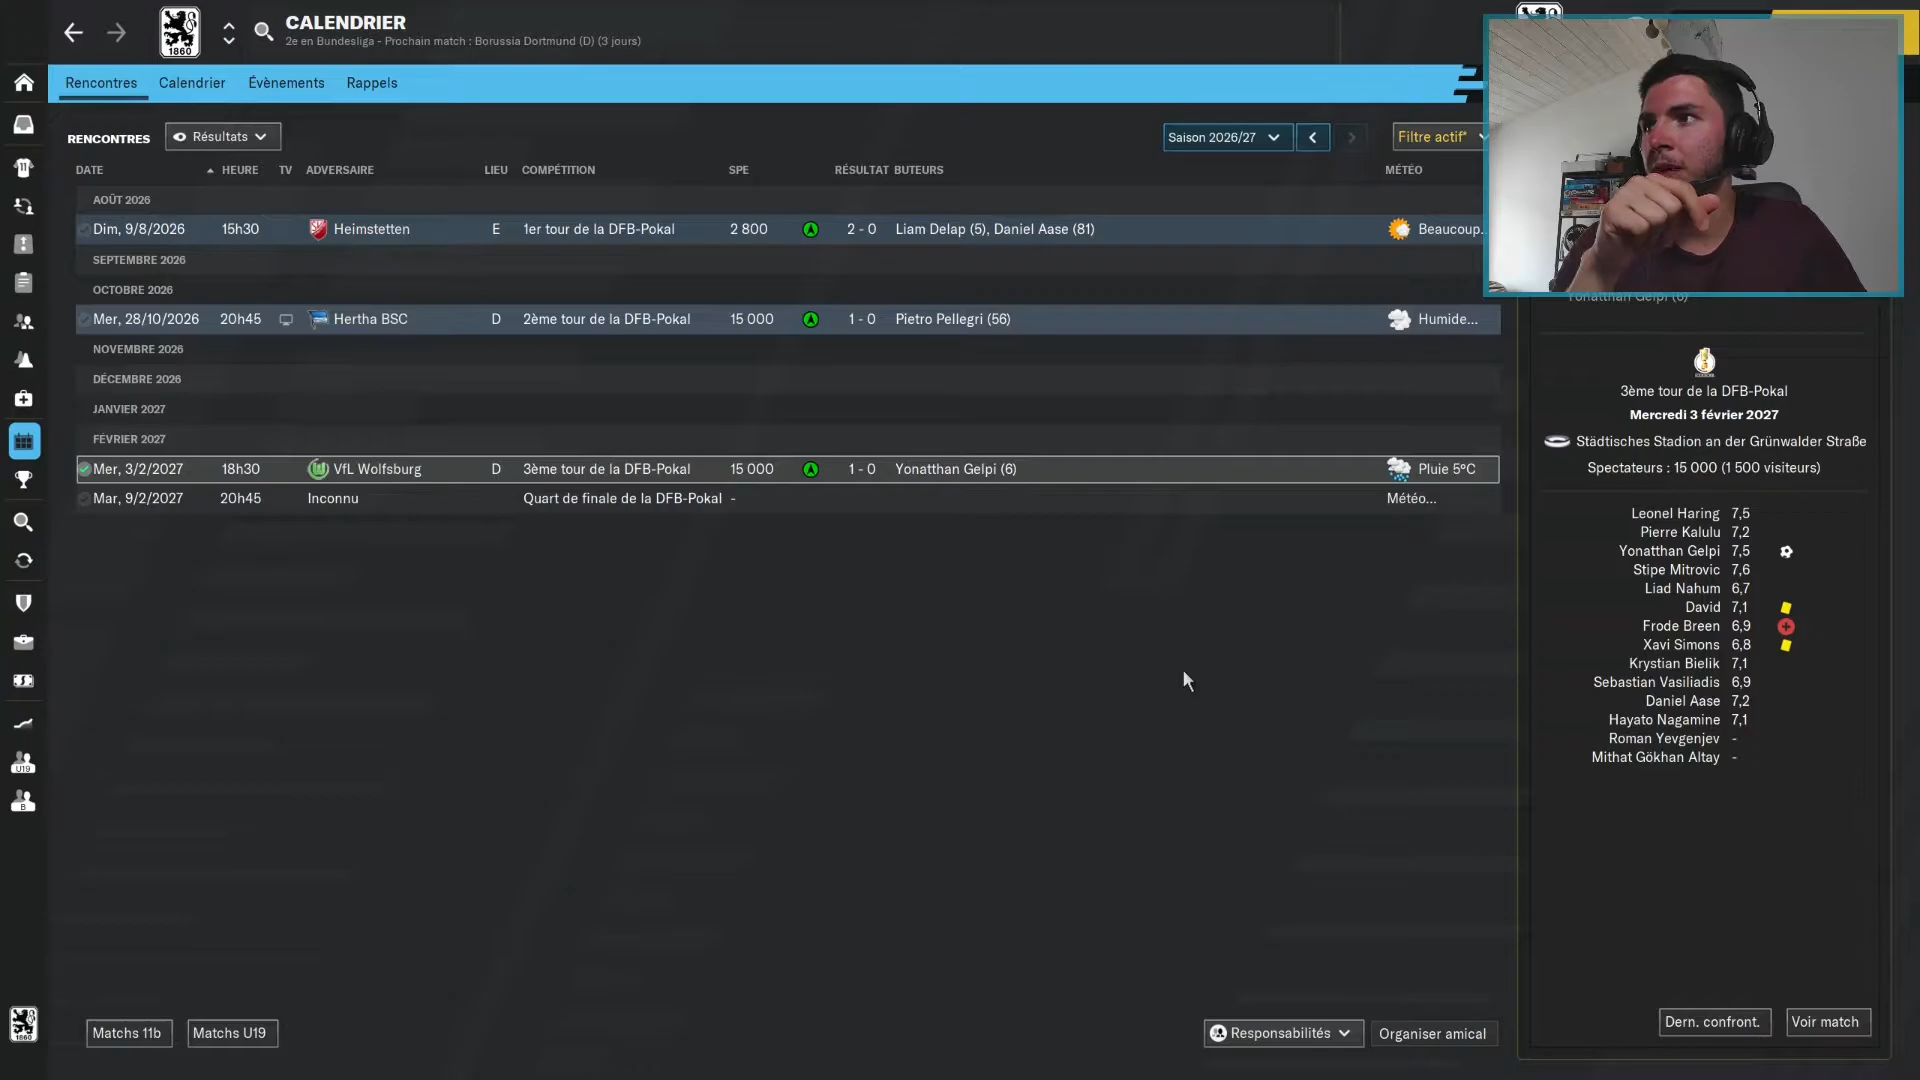 CALENDRIER
2e en Bundesliga - Prochain match : Borussia Dortmund (D) (3 jours)
1860
Rencontres Calendrier Évènements Rappels
RENCONTRES Résultats
Saison 2026/27 Filtre actif*
DATE HEURE TV ADVERSAIRE LIEU COMPÉTITION SPE RÉSULTAT BUTEURS MÉTÉO
AOÛT 2026
Dim, 9/8/2026 15h30 Heimstetten E 1er tour de la DFB-Pokal 2 800 2 - 0 Liam Delap (5), Daniel Aase (81) Beaucoup...
SEPTEMBRE 2026
OCTOBRE 2026
Mer, 28/10/2026 20h45 Hertha BSC D 2ème tour de la DFB-Pokal 15 000 1 - 0 Pietro Pellegri (56) Humide...
NOVEMBRE 2026
DÉCEMBRE 2026
JANVIER 2027
FÉVRIER 2027
Mer, 3/2/2027 18h30 VfL Wolfsburg D 3ème tour de la DFB-Pokal 15 000 1 - 0 Yonatthan Gelpi (6) Pluie 5°C
Mar, 9/2/2027 20h45 Inconnu Quart de finale de la DFB-Pokal - Météo...
Yonatthan Gelpi (6)
3ème tour de la DFB-Pokal
Mercredi 3 février 2027
Städtisches Stadion an der Grünwalder Straße
Spectateurs : 15 000 (1 500 visiteurs)
Leonel Haring 7,5
Pierre Kalulu 7,2
Yonatthan Gelpi 7,5
Stipe Mitrovic 7,6
Liad Nahum 6,7
David 7,1
Frode Breen 6,9
Xavi Simons 6,8
Krystian Bielik 7,1
Sebastian Vasiliadis 6,9
Daniel Aase 7,2
Hayato Nagamine 7,1
Roman Yevgenjev -
Mithat Gökhan Altay -
11
U19
B
1860
Matchs 11b Matchs U19
Responsabilités Organiser amical
Dern. confront. Voir match